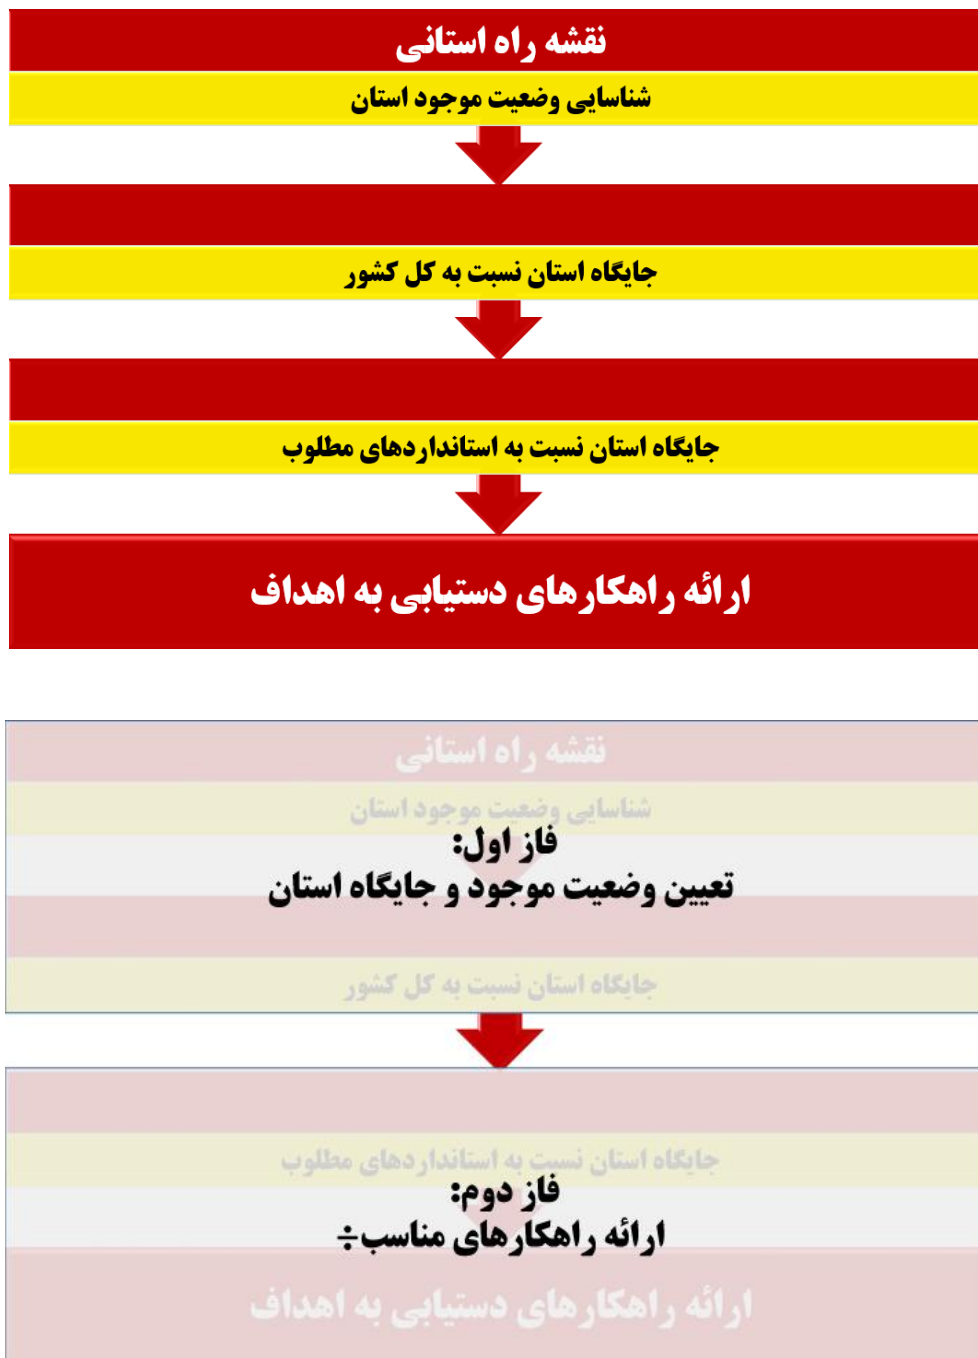 نقشه راه استانی
شناسایی وضعیت موجود استان
جایگاه استان نسبت به کل کشور
جایگاه استان نسبت به استانداردهای مطلوب
ارائه راهکارهای دستیابی به اهداف
نقشه راه استانی
شناسایی وضعیت موجود استان
فاز اول:
تعیین وضعیت موجود و جایگاه استان
جایگاه استان نسبت به کل کشور
جایگاه استان نسبت به استانداردهای مطلوب
فاز دوم:
ارائه راهکارهای مناسب÷
ارائه راهکارهای دستیابی به اهداف